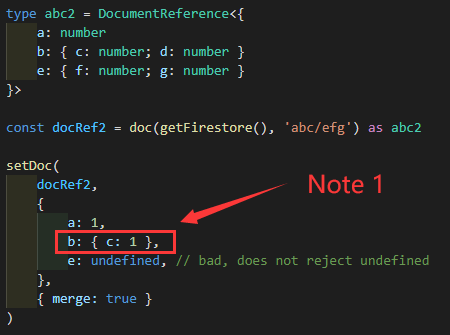 type abc2 = DocumentReference<{
a: number
b: { c: number; d: number }
e: { f: number; g: number }
}>
const docRef2 = doc(getFirestore(), 'abc/efg') as abc2
setDoc(
Note 1
docRef2,
{
a: 1,
b: { c: 1 },
e: undefined, // bad, does not reject undefined
},
{ merge: true }
)